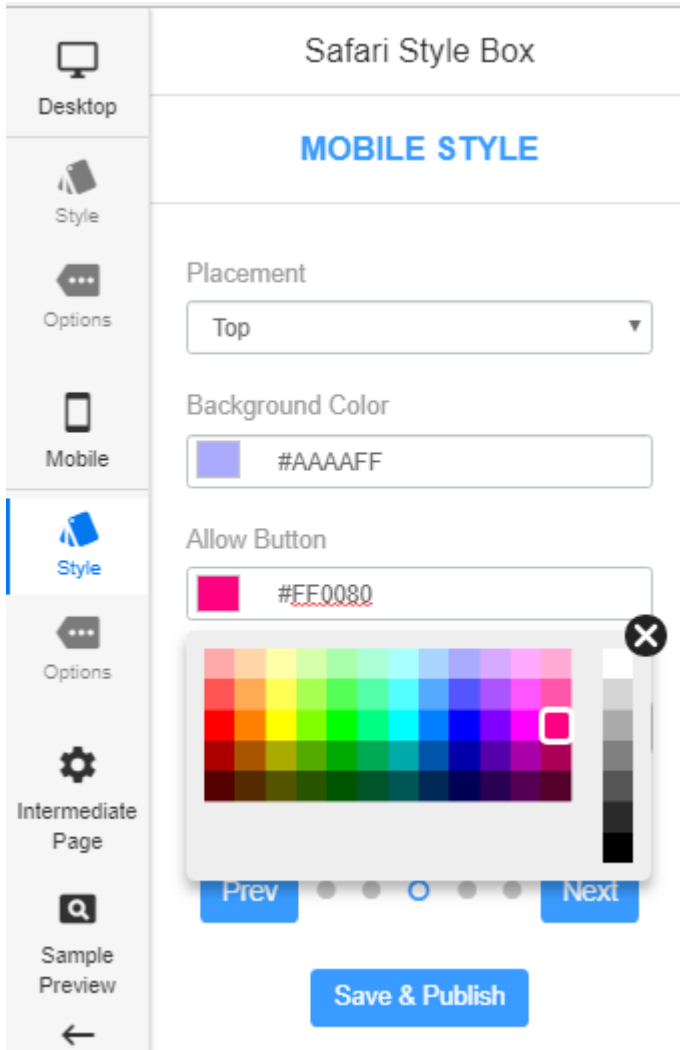 Safari Style Box
Desktop
MOBILE STYLE
Style
Options
Placement
Top
Background Color
#AAAAFF
Mobile
Allow Button
#FF0080
Style
Options
Intermediate
Page
Prev
Next
Sample
Preview
Save & Publish